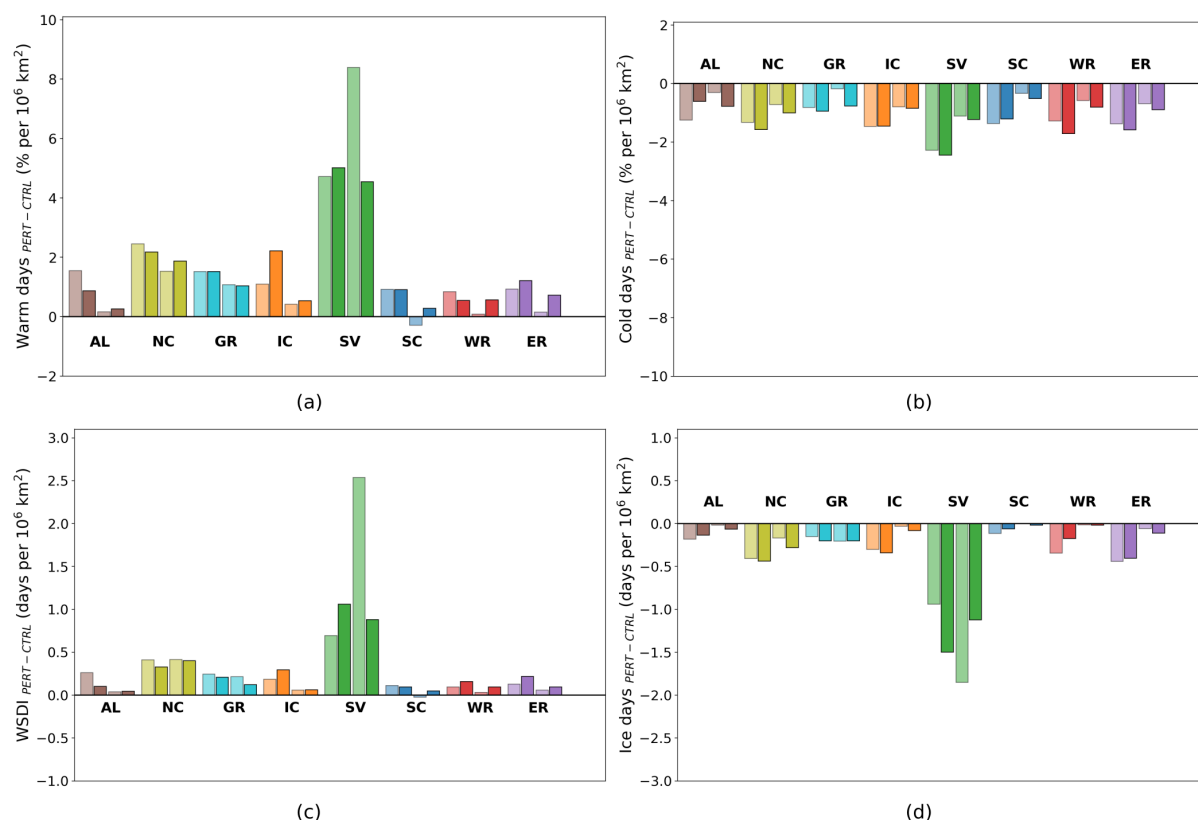 Warm days PERT−CTRL (% per 10⁶ km²)
10
8
6
4
2
0
−2
AL NC GR IC SV SC WR ER
(a)
Cold days PERT−CTRL (% per 10⁶ km²)
2
0
−2
−4
−6
−8
−10
AL NC GR IC SV SC WR ER
(b)
WSDI PERT−CTRL (days per 10⁶ km²)
3.0
2.5
2.0
1.5
1.0
0.5
0.0
−0.5
−1.0
AL NC GR IC SV SC WR ER
(c)
Ice days PERT−CTRL (days per 10⁶ km²)
1.0
0.5
0.0
−0.5
−1.0
−1.5
−2.0
−2.5
−3.0
AL NC GR IC SV SC WR ER
(d)